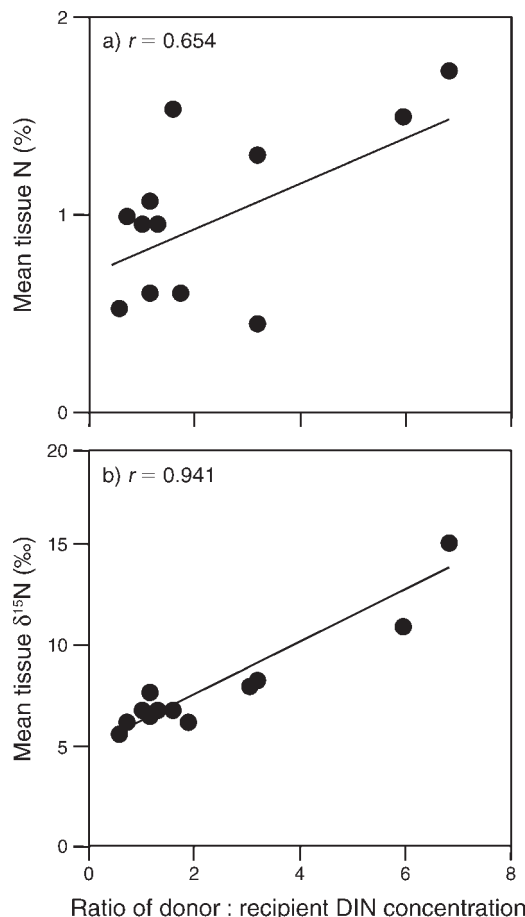 a) r = 0.654
2
1
0
Mean tissue N (%)
b) r = 0.941
20
15
10
5
0
Mean tissue δ¹⁵N (‰)
0 2 4 6 8
Ratio of donor : recipient DIN concentration